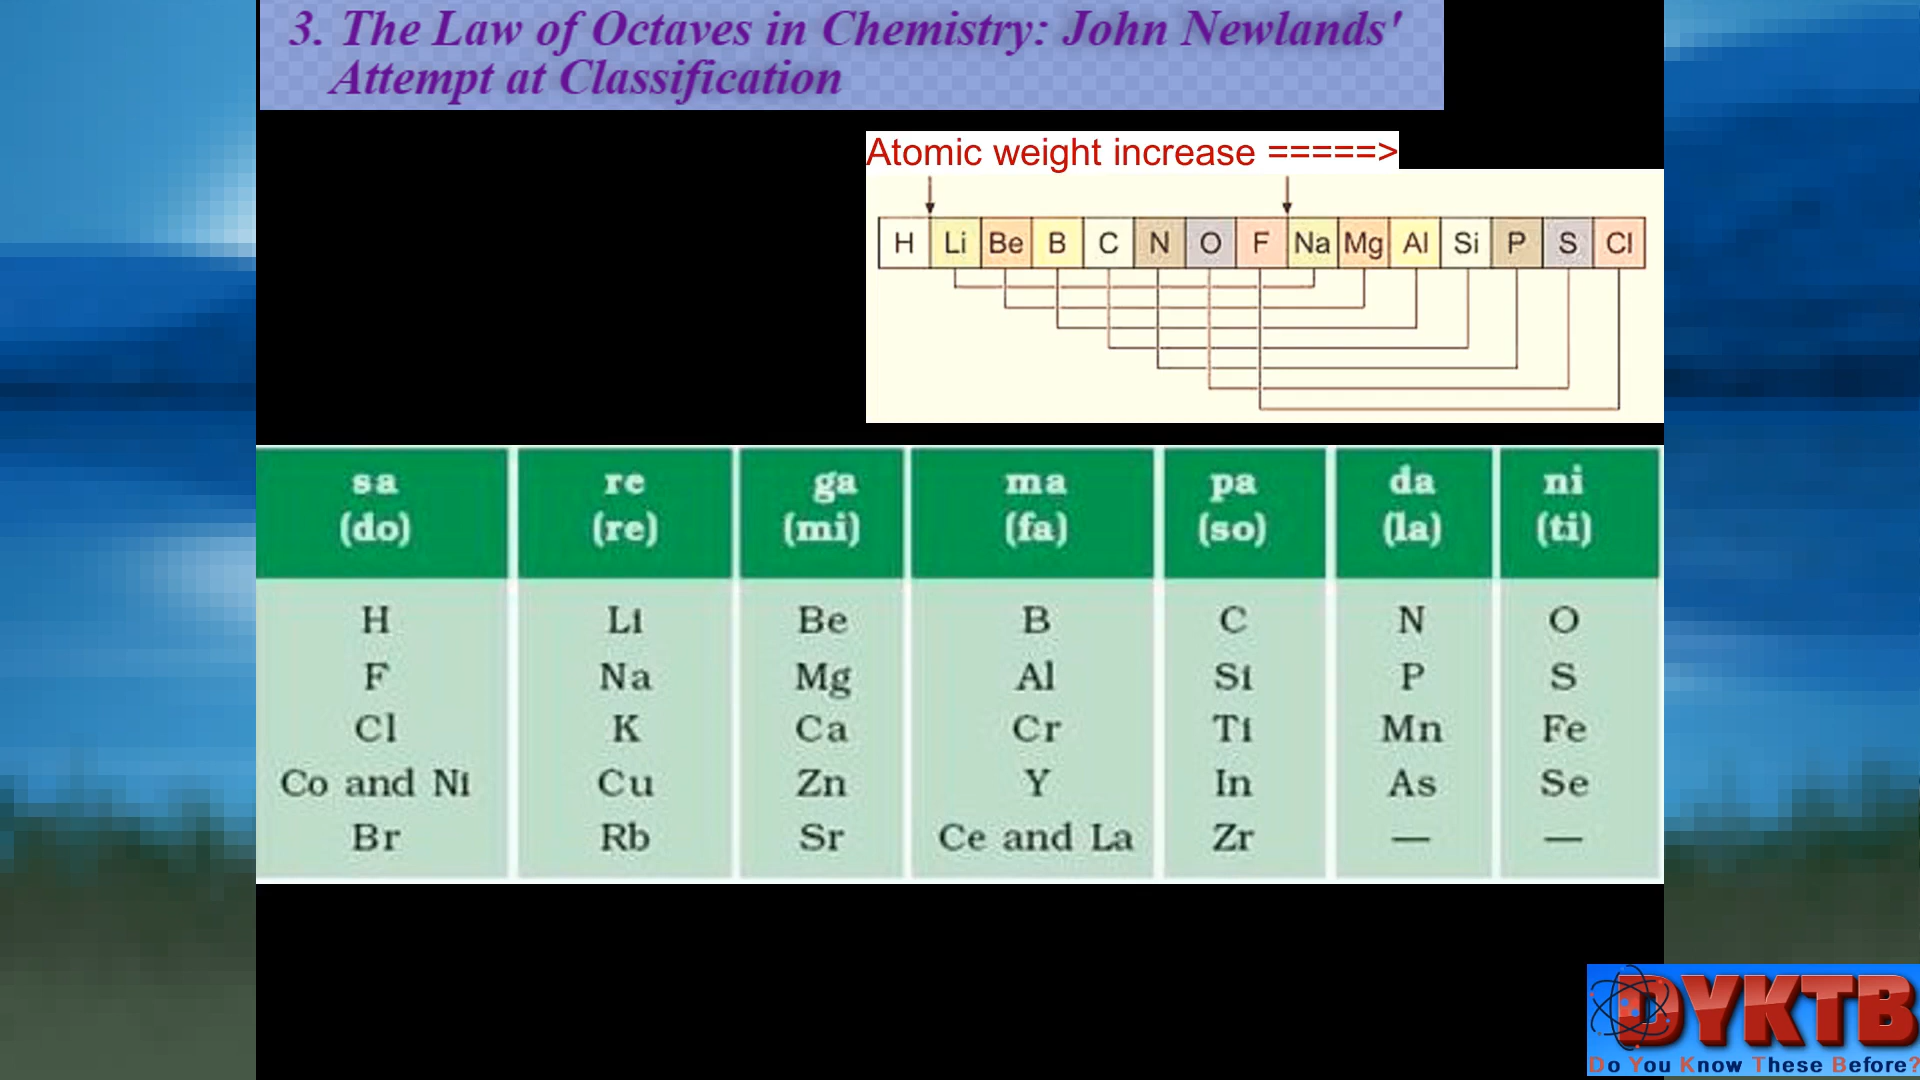 3. The Law of Octaves in Chemistry: John Newlands'
Attempt at Classification
Atomic weight increase =====>
H Li Be B C N O F Na Mg Al Si P S Cl
sa re ga ma pa da ni
(do) (re) (mi) (fa) (so) (la) (ti)
H Li Be B C N O
F Na Mg Al Si P S
Cl K Ca Cr Ti Mn Fe
Co and Ni Cu Zn Y In As Se
Br Rb Sr Ce and La Zr — —
DYKTB
Do You Know These Before?